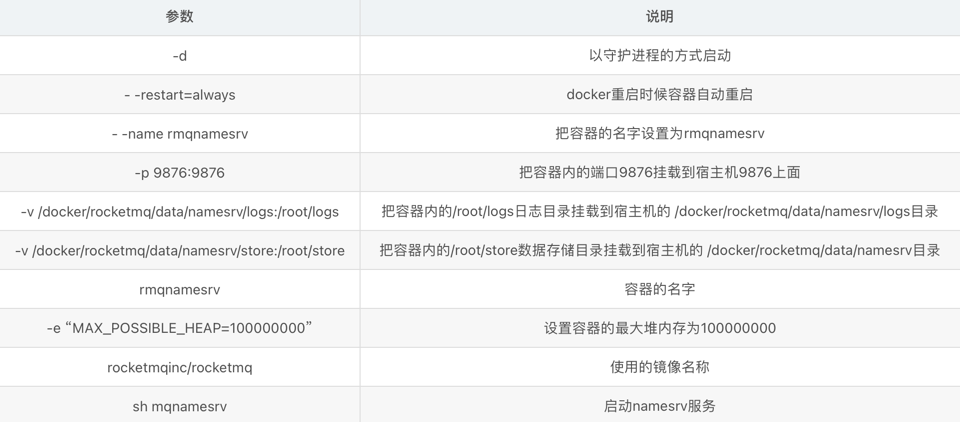 参数 说明
-d 以守护进程的方式启动
- -restart=always docker重启时候容器自动重启
- -name rmqnamesrv 把容器的名字设置为rmqnamesrv
-p 9876:9876 把容器内的端口9876挂载到宿主机9876上面
-v /docker/rocketmq/data/namesrv/logs:/root/logs 把容器内的/root/logs日志目录挂载到宿主机的 /docker/rocketmq/data/namesrv/logs目录
-v /docker/rocketmq/data/namesrv/store:/root/store 把容器内的/root/store数据存储目录挂载到宿主机的 /docker/rocketmq/data/namesrv目录
rmqnamesrv 容器的名字
-e “MAX_POSSIBLE_HEAP=100000000” 设置容器的最大堆内存为100000000
rocketmqinc/rocketmq 使用的镜像名称
sh mqnamesrv 启动namesrv服务